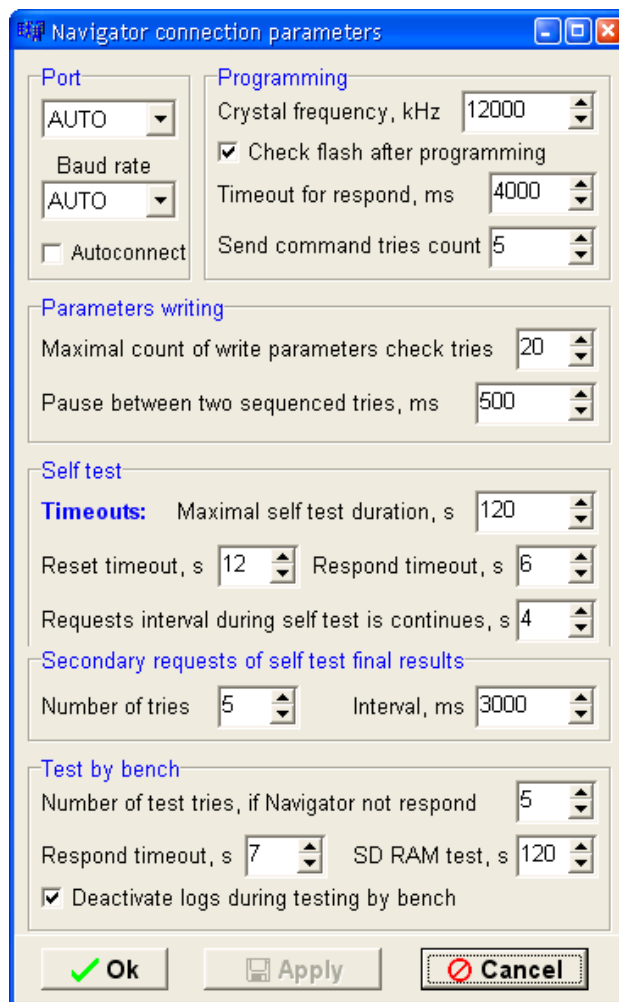 Navigator connection parameters
Port
AUTO
Baud rate
AUTO
Autoconnect
Programming
Crystal frequency, kHz 12000
Check flash after programming
Timeout for respond, ms 4000
Send command tries count 5
Parameters writing
Maximal count of write parameters check tries 20
Pause between two sequenced tries, ms 500
Self test
Timeouts: Maximal self test duration, s 120
Reset timeout, s 12 Respond timeout, s 6
Requests interval during self test is continues, s 4
Secondary requests of self test final results
Number of tries 5 Interval, ms 3000
Test by bench
Number of test tries, if Navigator not respond 5
Respond timeout, s 7 SD RAM test, s 120
Deactivate logs during testing by bench
Ok Apply Cancel